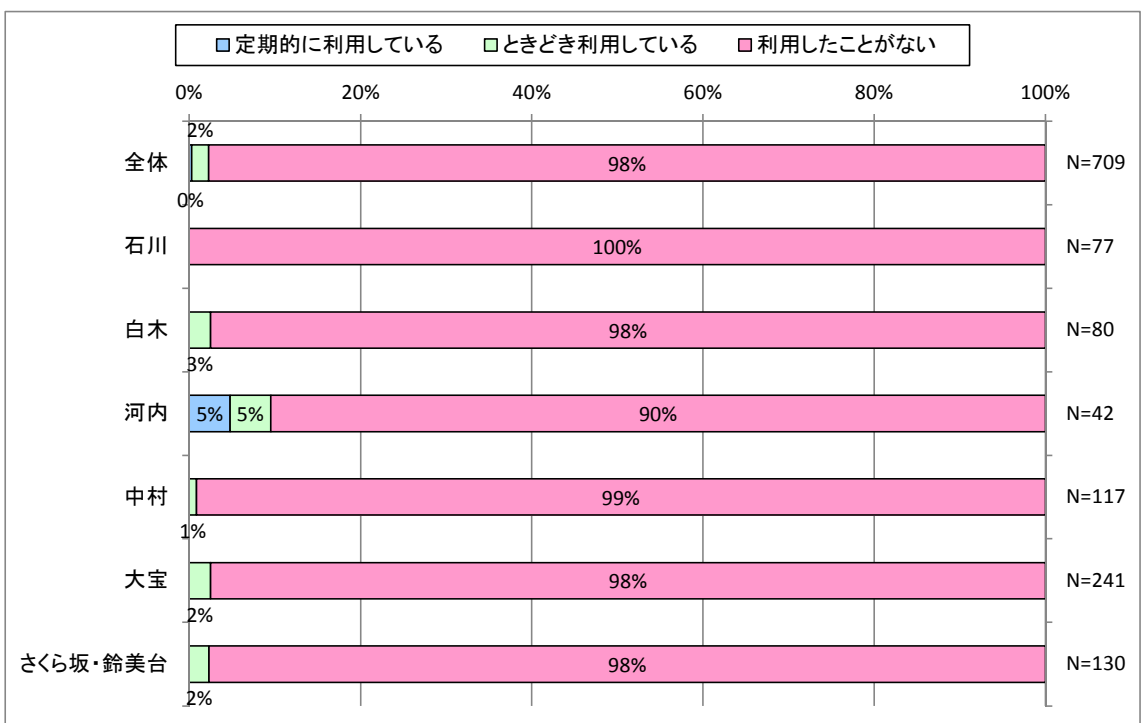 定期的に利用している ときどき利用している 利用したことがない
0% 20% 40% 60% 80% 100%
2%
全体 98% N=709
0%
石川 100% N=77
白木 98% N=80
3%
河内 5% 5% 90% N=42
中村 99% N=117
1%
大宝 98% N=241
2%
さくら坂・鈴美台 98% N=130
2%